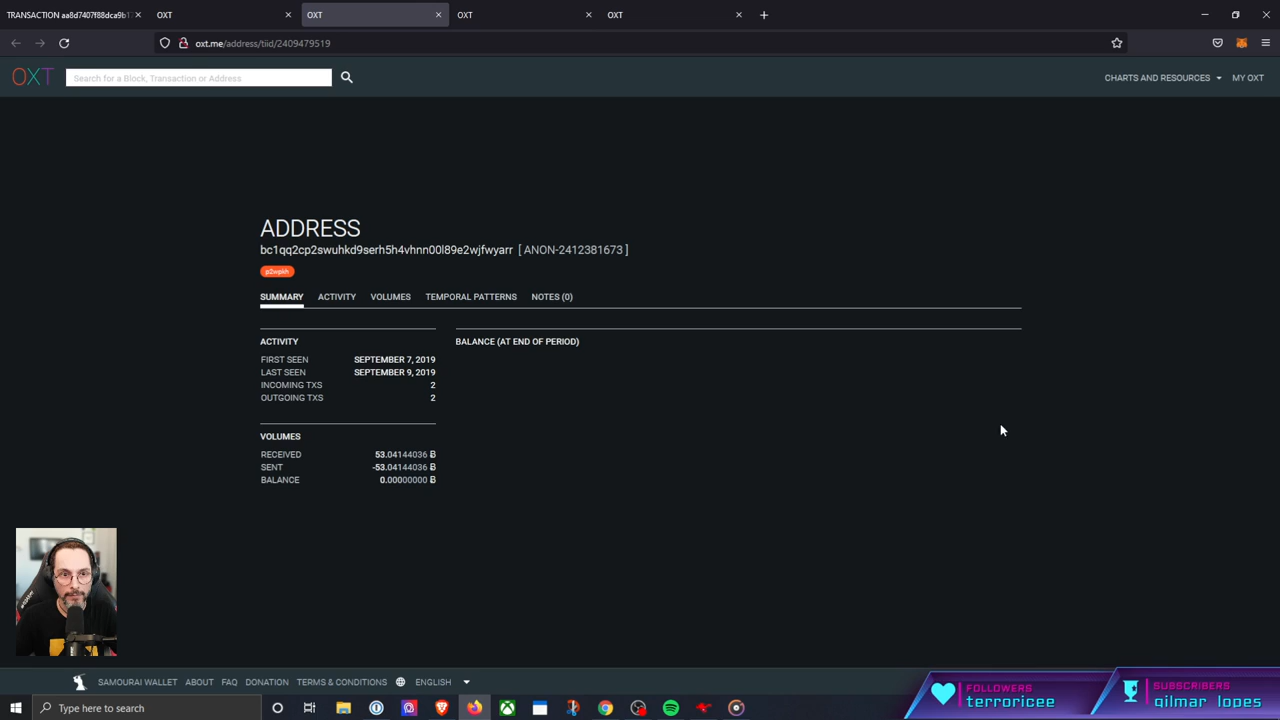 TRANSACTION aa8d7407f88dca9b1
OXT
OXT
OXT
OXT
oxt.me/address/tiid/2409479519
OXT
Search for a Block, Transaction or Address
CHARTS AND RESOURCES
MY OXT
ADDRESS
bc1qq2cp2swuhkd9serh5h4vhnn00l89e2wjfwyarr [ ANON-2412381673 ]
p2wpkh
SUMMARY ACTIVITY VOLUMES TEMPORAL PATTERNS NOTES (0)
ACTIVITY
FIRST SEEN SEPTEMBER 7, 2019
LAST SEEN SEPTEMBER 9, 2019
INCOMING TXS 2
OUTGOING TXS 2
BALANCE (AT END OF PERIOD)
VOLUMES
RECEIVED 53.04144036 Ƀ
SENT -53.04144036 Ƀ
BALANCE 0.00000000 Ƀ
SAMOURAI WALLET ABOUT FAQ DONATION TERMS & CONDITIONS ENGLISH
FOLLOWERS
terroricee
SUBSCRIBERS
gilmar_lopes
Type here to search